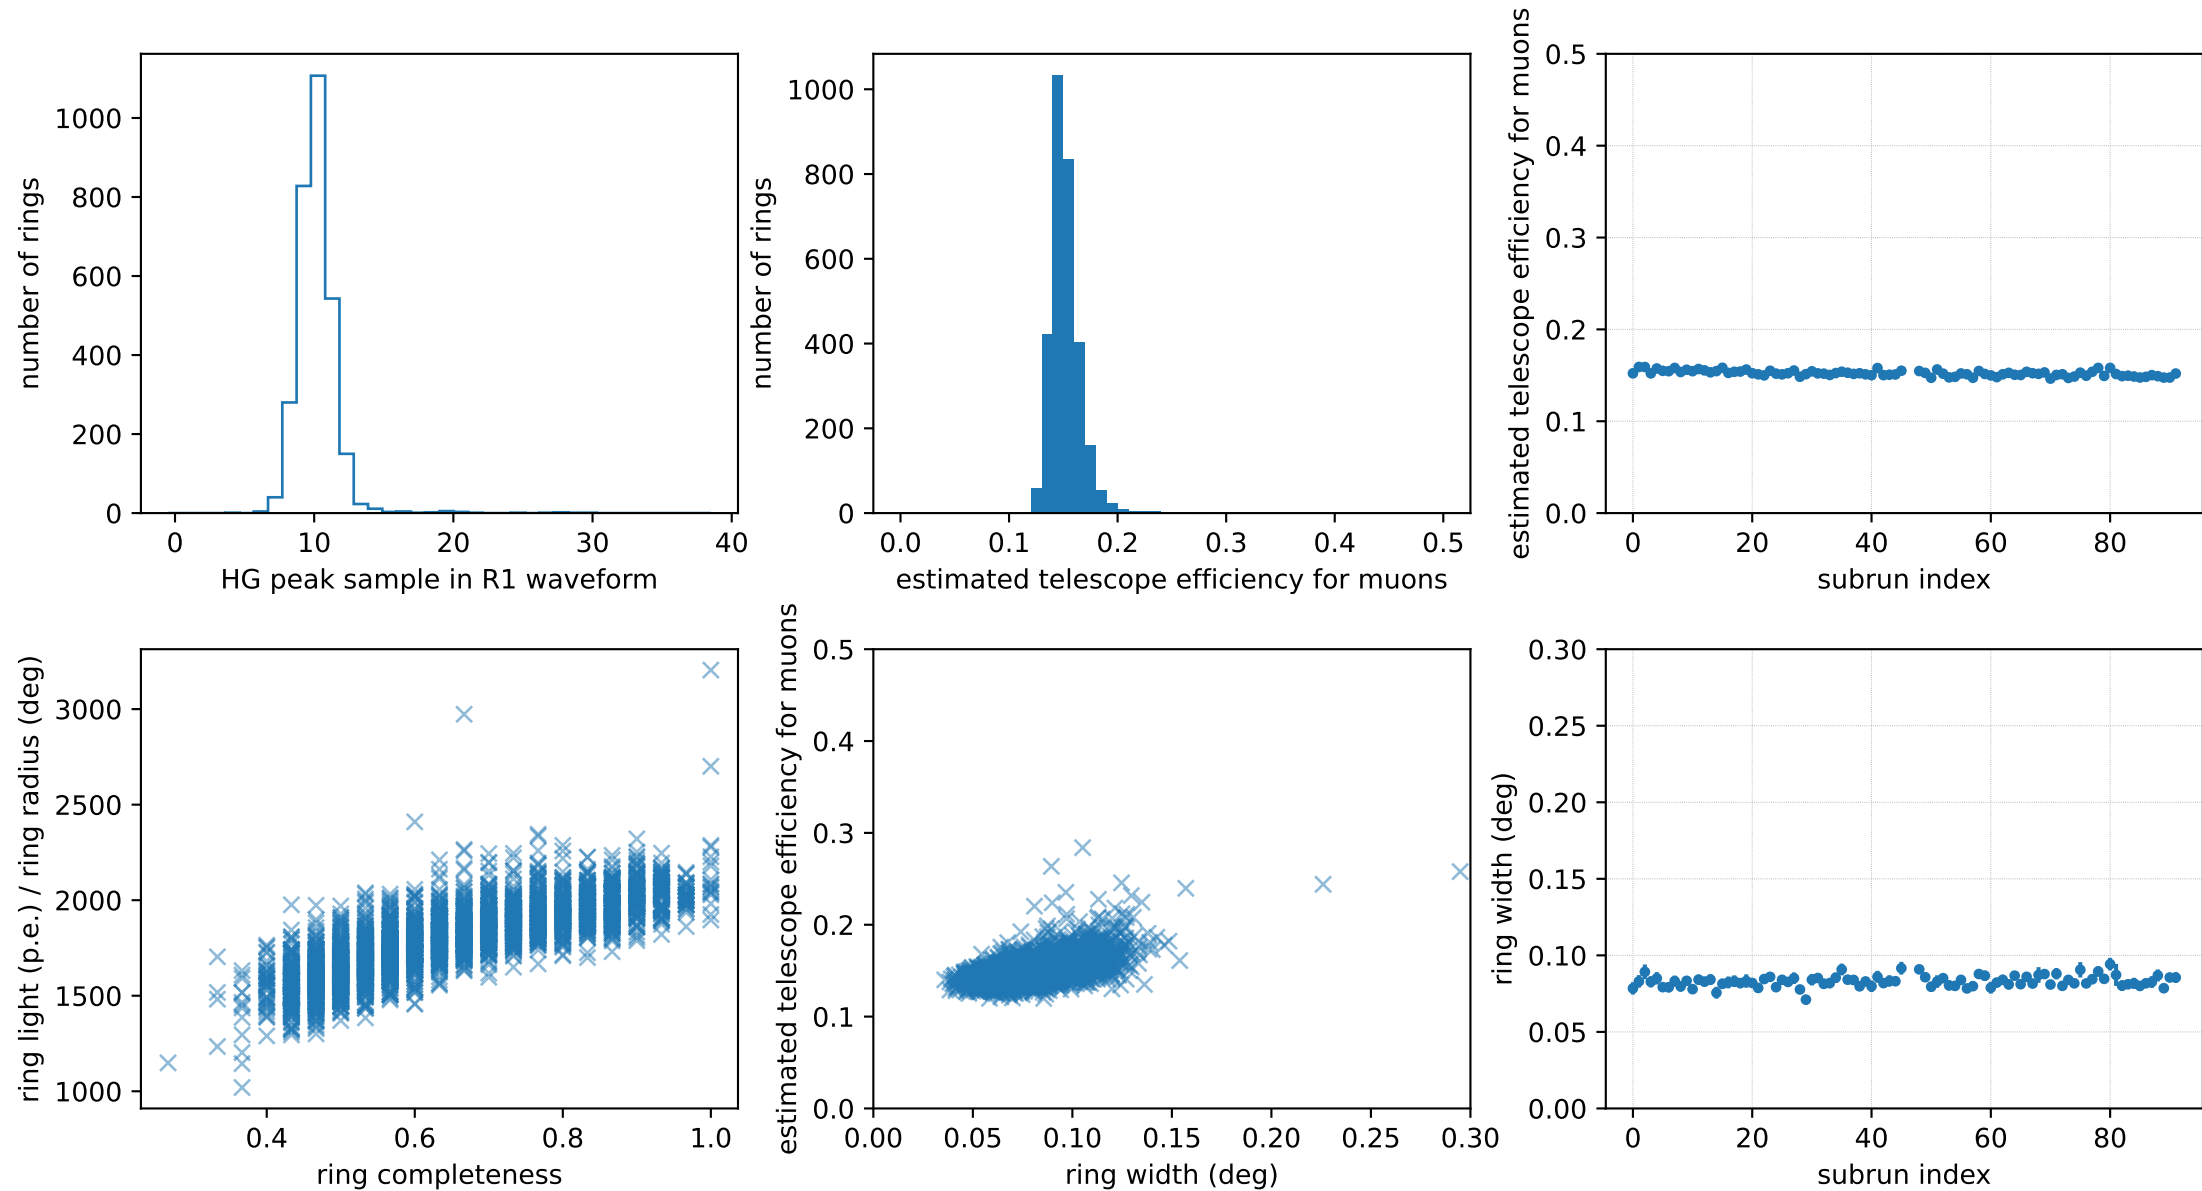 number of rings
1000
800
600
400
200
0
0 10 20 30 40
HG peak sample in R1 waveform
number of rings
1000
800
600
400
200
0
0.0 0.1 0.2 0.3 0.4 0.5
estimated telescope efficiency for muons
estimated telescope efficiency for muons
0.5
0.4
0.3
0.2
0.1
0.0
0 20 40 60 80
subrun index
ring light (p.e.) / ring radius (deg)
3000
2500
2000
1500
1000
0.4 0.6 0.8 1.0
ring completeness
estimated telescope efficiency for muons
0.5
0.4
0.3
0.2
0.1
0.0
0.00 0.05 0.10 0.15 0.20 0.25 0.30
ring width (deg)
ring width (deg)
0.30
0.25
0.20
0.15
0.10
0.05
0.00
0 20 40 60 80
subrun index